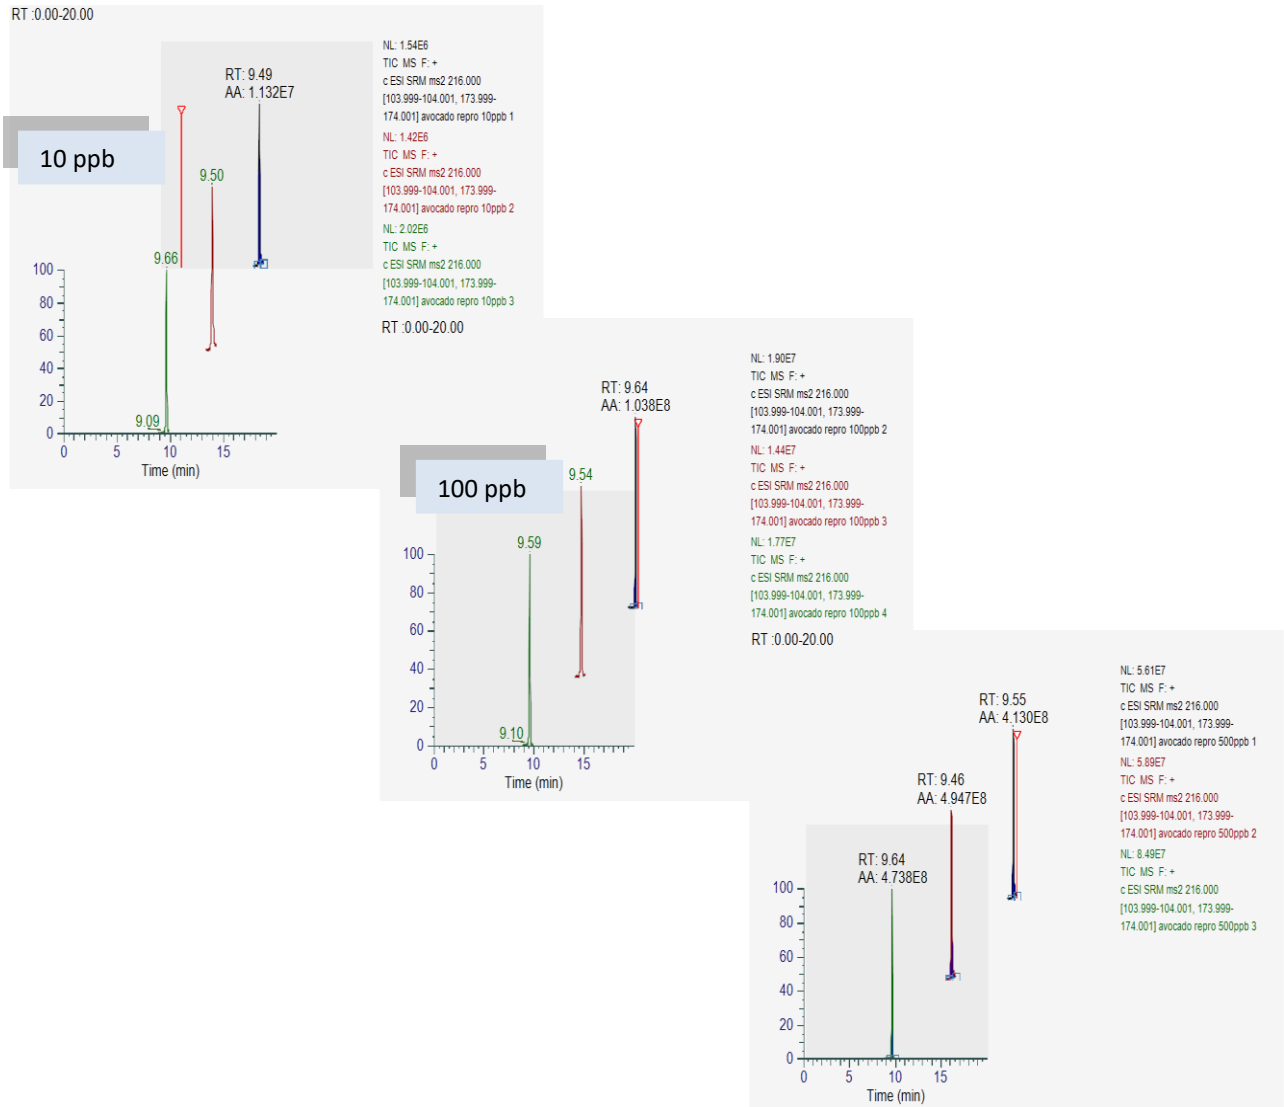 RT :0.00-20.00
NL: 1.54E6
TIC MS F: +
c ESI SRM ms2 216.000
[103.999-104.001, 173.999-
174.001] avocado repro 10ppb 1
NL: 1.42E6
TIC MS F: +
c ESI SRM ms2 216.000
[103.999-104.001, 173.999-
174.001] avocado repro 10ppb 2
NL: 2.02E6
TIC MS F: +
c ESI SRM ms2 216.000
[103.999-104.001, 173.999-
174.001] avocado repro 10ppb 3
RT: 9.49
AA: 1.132E7
10 ppb
9.50
9.66
9.09
100
80
60
40
20
0
0 5 10 15
Time (min)
RT :0.00-20.00
NL: 1.90E7
TIC MS F: +
c ESI SRM ms2 216.000
[103.999-104.001, 173.999-
174.001] avocado repro 100ppb 2
NL: 1.44E7
TIC MS F: +
c ESI SRM ms2 216.000
[103.999-104.001, 173.999-
174.001] avocado repro 100ppb 3
NL: 1.77E7
TIC MS F: +
c ESI SRM ms2 216.000
[103.999-104.001, 173.999-
174.001] avocado repro 100ppb 4
RT: 9.64
AA: 1.038E8
100 ppb
9.54
9.59
9.10
100
80
60
40
20
0
0 5 10 15
Time (min)
RT :0.00-20.00
NL: 5.61E7
TIC MS F: +
c ESI SRM ms2 216.000
[103.999-104.001, 173.999-
174.001] avocado repro 500ppb 1
NL: 5.89E7
TIC MS F: +
c ESI SRM ms2 216.000
[103.999-104.001, 173.999-
174.001] avocado repro 500ppb 2
NL: 8.49E7
TIC MS F: +
c ESI SRM ms2 216.000
[103.999-104.001, 173.999-
174.001] avocado repro 500ppb 3
RT: 9.55
AA: 4.130E8
RT: 9.46
AA: 4.947E8
RT: 9.64
AA: 4.738E8
100
80
60
40
20
0
0 5 10 15
Time (min)